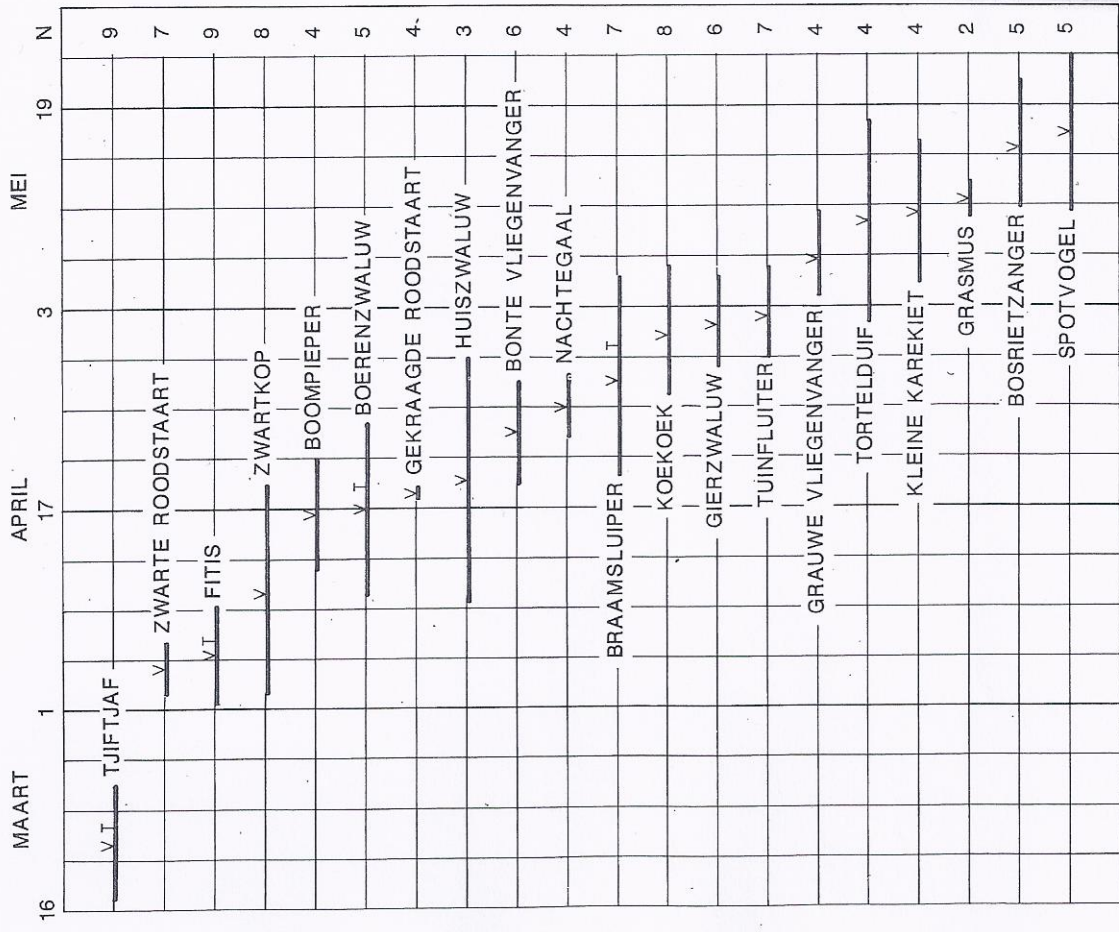 MAART APRIL MEI N
16 1 17 3 19
V T TJIFTJAF 9
V ZWARTE ROODSTAART 7
V T FITIS 9
V ZWARTKOP 8
V BOOMPIEPER 4
V T BOERENZWALUW 5
V GEKRAAGDE ROODSTAART 4
V HUISZWALUW 3
V BONTE VLIEGENVANGER 6
V NACHTEGAAL 4
BRAAMSLUIPER V T 7
KOEKOEK V 8
GIERZWALUW V 6
TUINFLUITER V 7
GRAUWE VLIEGENVANGER V 4
TORTELDUIF V 4
KLEINE KAREKIET V 4
GRASMUS V 2
BOSRIETZANGER V 5
SPOTVOGEL V 5